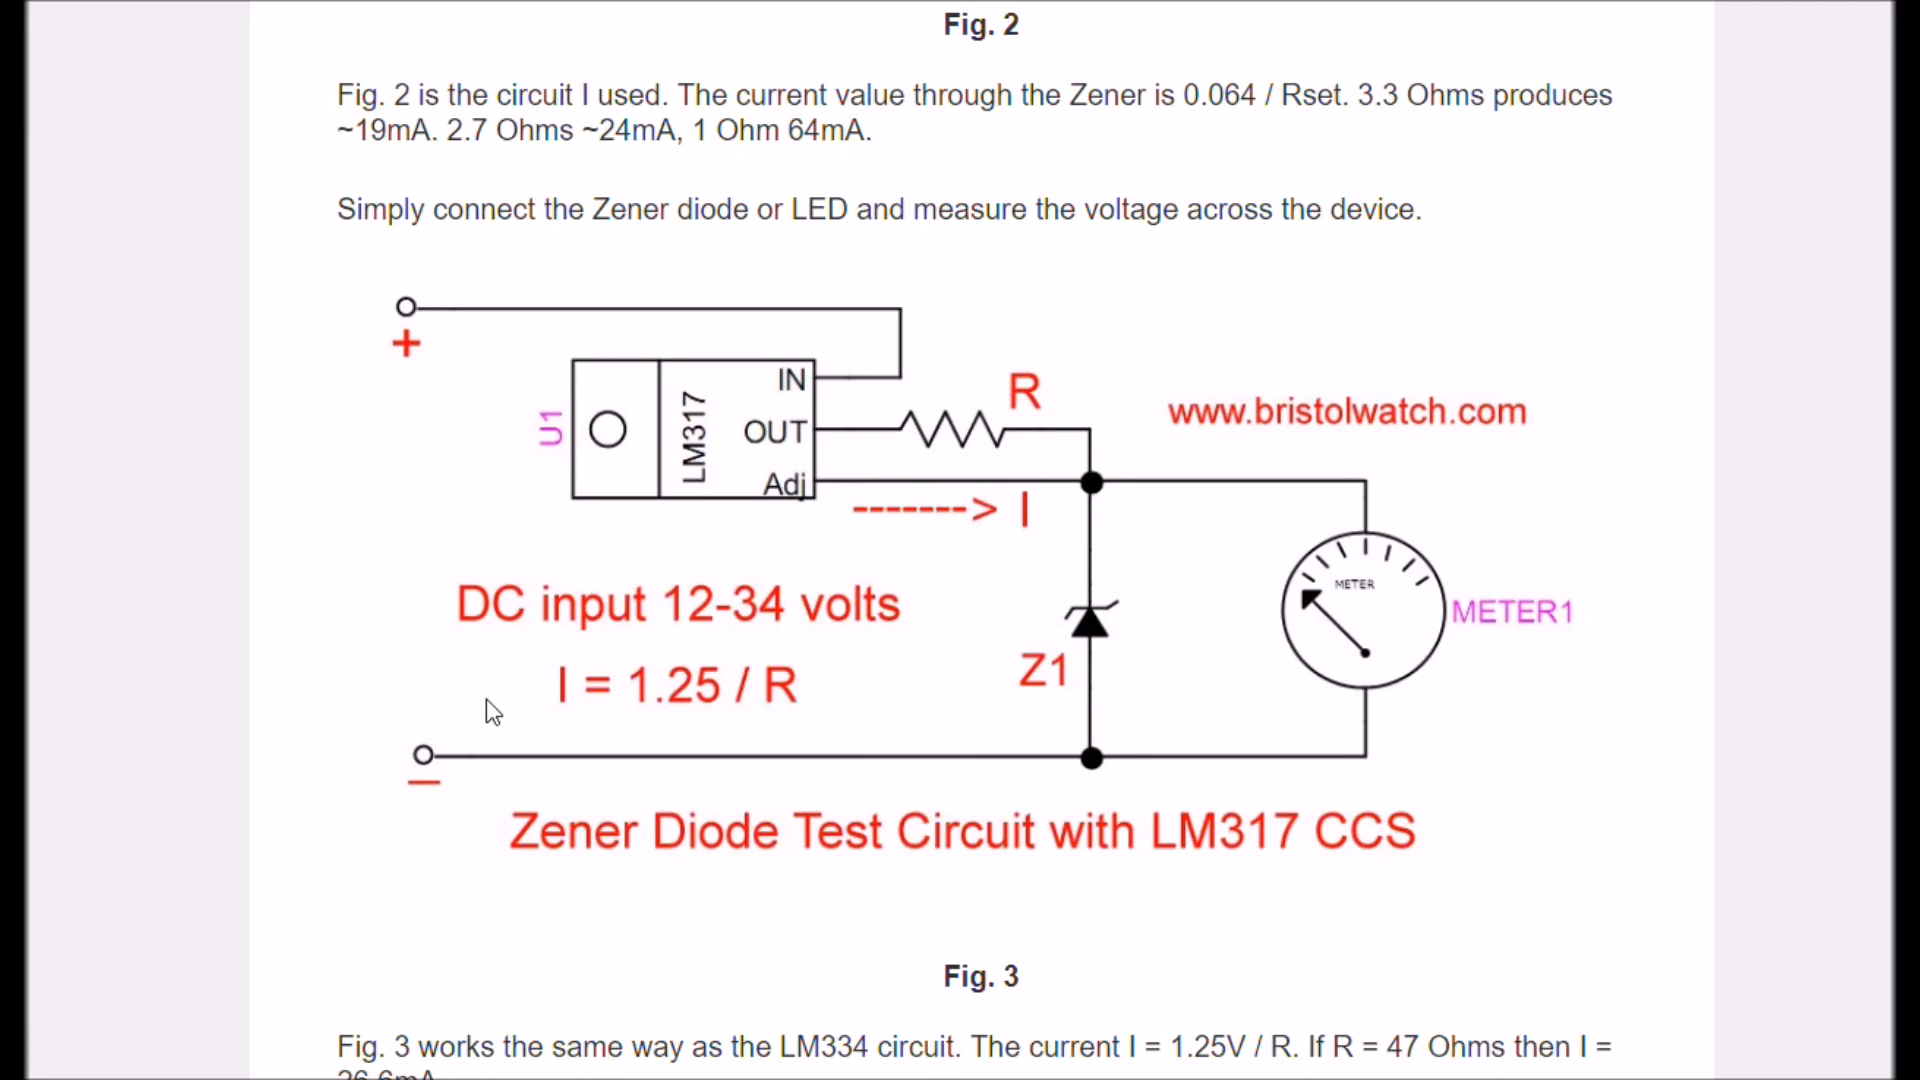 Fig. 2
Fig. 2 is the circuit I used. The current value through the Zener is 0.064 / Rset. 3.3 Ohms produces
~19mA. 2.7 Ohms ~24mA, 1 Ohm 64mA.
Simply connect the Zener diode or LED and measure the voltage across the device.
+
IN
R
U1
LM317
OUT
www.bristolwatch.com
Adj
-------> I
METER
DC input 12-34 volts
METER1
Z1
I = 1.25 / R
—
Zener Diode Test Circuit with LM317 CCS
Fig. 3
Fig. 3 works the same way as the LM334 circuit. The current I = 1.25V / R. If R = 47 Ohms then I =
26.6mA